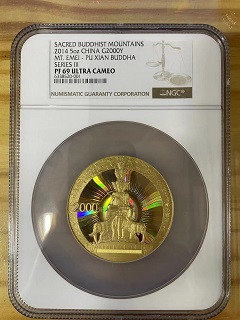 SACRED BUDDHIST MOUNTAINS
2014 5oz CHINA G2000Y
MT. EMEI - PU XIAN BUDDHA
SERIES III
PF 69 ULTRA CAMEO
NUMISMATIC GUARANTY CORPORATION
NGC
2000